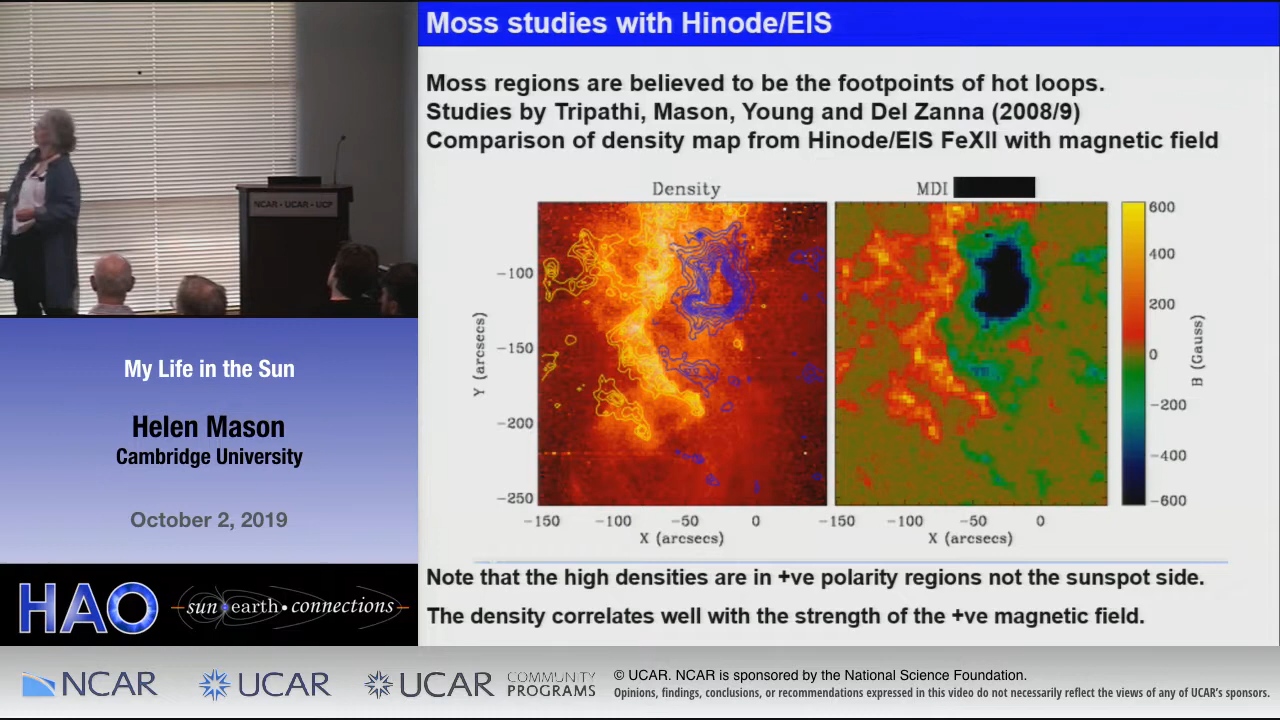 Moss studies with Hinode/EIS
Moss regions are believed to be the footpoints of hot loops.
Studies by Tripathi, Mason, Young and Del Zanna (2008/9)
Comparison of density map from Hinode/EIS FeXII with magnetic field
Density
MDI
Y (arcsecs)
-100
-150
-200
-250
-150
-100
-50
0
X (arcsecs)
-150
-100
-50
0
X (arcsecs)
600
400
200
0
-200
-400
-600
B (Gauss)
Note that the high densities are in +ve polarity regions not the sunspot side.
The density correlates well with the strength of the +ve magnetic field.
NCAR • UCAR • UCP
My Life in the Sun
Helen Mason
Cambridge University
October 2, 2019
HAO
sun • earth • connections
NCAR
UCAR
UCAR
COMMUNITY
PROGRAMS
© UCAR. NCAR is sponsored by the National Science Foundation.
Opinions, findings, conclusions, or recommendations expressed in this video do not necessarily reflect the views of any of UCAR's sponsors.